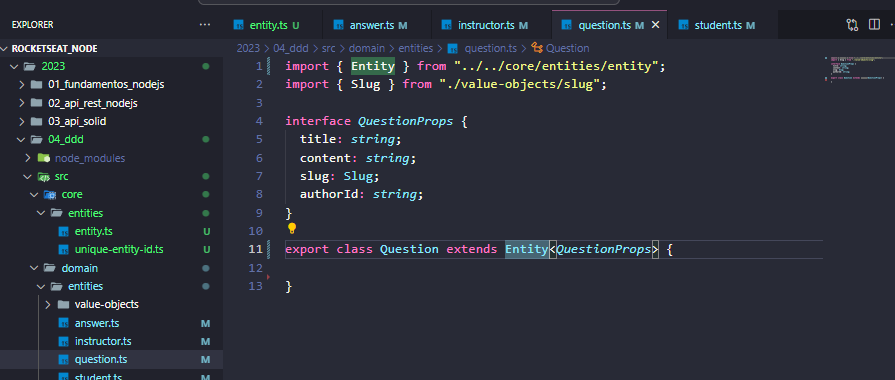 EXPLORER ...
ROCKETSEAT_NODE
2023
01_fundamentos_nodejs
02_api_rest_nodejs
03_api_solid
04_ddd
node_modules
src
core
entities
entity.ts U
unique-entity-id.ts U
domain
entities
value-objects
answer.ts M
instructor.ts M
question.ts M
student.ts M
entity.ts U answer.ts M instructor.ts M question.ts M student.ts M
2023 > 04_ddd > src > domain > entities > question.ts > Question
1 import { Entity } from "../../core/entities/entity";
2 import { Slug } from "./value-objects/slug";
3
4 interface QuestionProps {
5 title: string;
6 content: string;
7 slug: Slug;
8 authorId: string;
9 }
10
11 export class Question extends Entity<QuestionProps> {
12
13 }